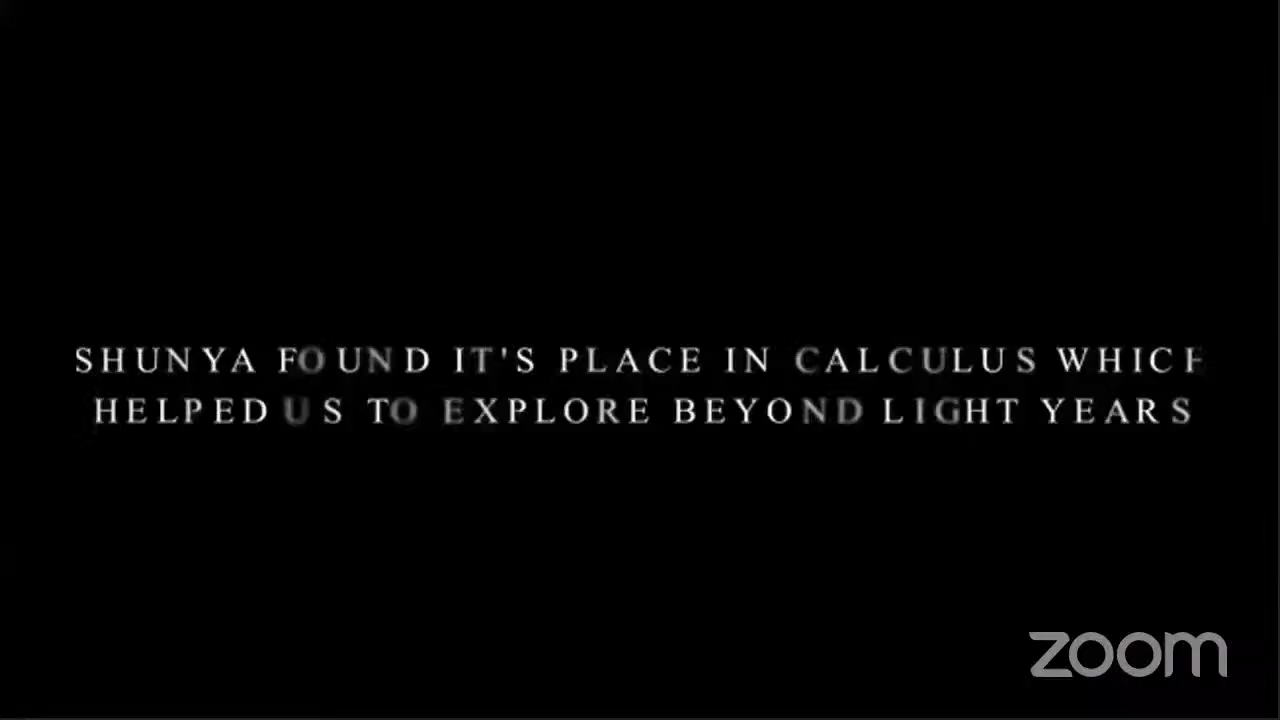 SHUNYA FOUND IT'S PLACE IN CALCULUS WHICH
HELPED US TO EXPLORE BEYOND LIGHT YEARS
zoom